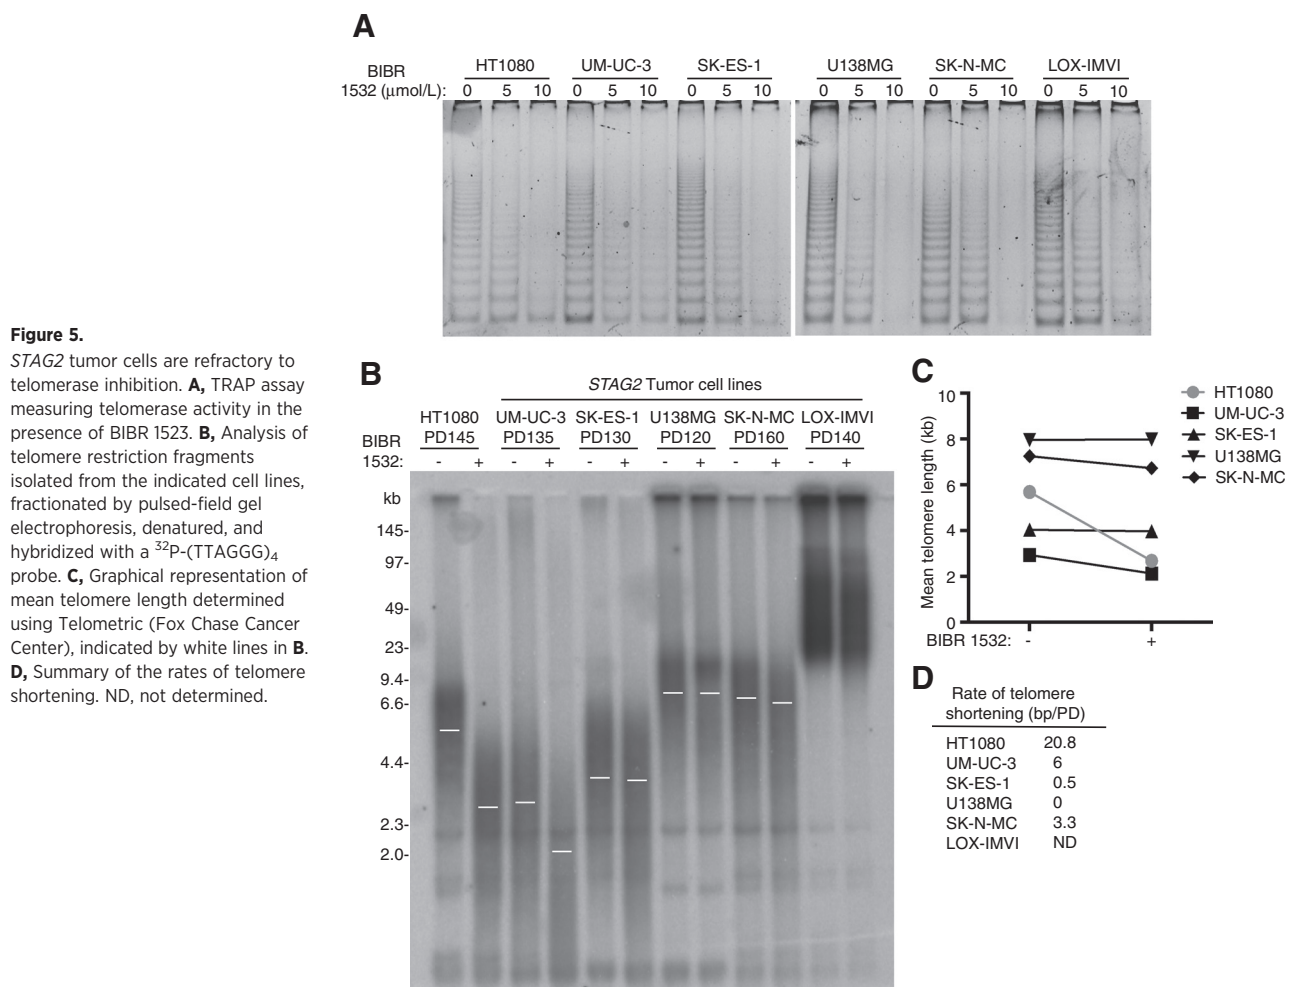 A
BIBR
1532 (μmol/L):
HT1080 UM-UC-3 SK-ES-1 U138MG SK-N-MC LOX-IMVI
0 5 10 0 5 10 0 5 10 0 5 10 0 5 10 0 5 10
Figure 5.
STAG2 tumor cells are refractory to
telomerase inhibition. A, TRAP assay
measuring telomerase activity in the
presence of BIBR 1523. B, Analysis of
telomere restriction fragments
isolated from the indicated cell lines,
fractionated by pulsed-field gel
electrophoresis, denatured, and
hybridized with a 32P-(TTAGGG)4
probe. C, Graphical representation of
mean telomere length determined
using Telometric (Fox Chase Cancer
Center), indicated by white lines in B.
D, Summary of the rates of telomere
shortening. ND, not determined.
B
STAG2 Tumor cell lines
HT1080 UM-UC-3 SK-ES-1 U138MG SK-N-MC LOX-IMVI
PD145 PD135 PD130 PD120 PD160 PD140
BIBR
1532: - + - + - + - + - + - +
kb
145-
97-
49-
23-
9.4-
6.6-
4.4-
2.3-
2.0-
C
Mean telomere length (kb)
10
8
6
4
2
0
BIBR 1532: - +
HT1080
UM-UC-3
SK-ES-1
U138MG
SK-N-MC
D
Rate of telomere
shortening (bp/PD)
HT1080 20.8
UM-UC-3 6
SK-ES-1 0.5
U138MG 0
SK-N-MC 3.3
LOX-IMVI ND